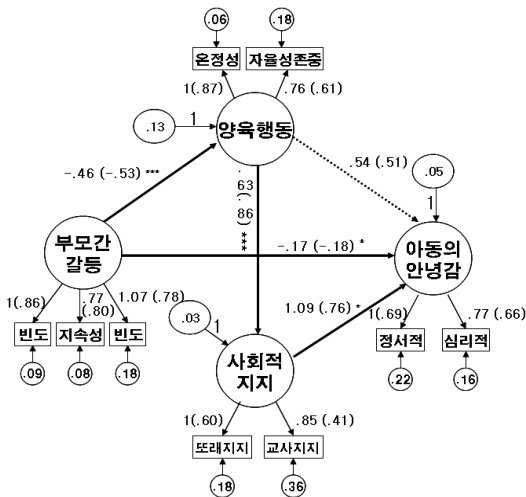 .06
.18
온정성
자율성존중
1(.87)
.76 (.61)
.13
1
양육행동
-.46 (-.53) ***
.63(.86) ***
.54 (.51)
.05
1
부모간
갈등
-.17 (-.18) *
아동의
안녕감
1(.86)
.77
(.80)
1.07 (.78)
.03
1
1.09 (.76) *
1(.69)
.77 (.66)
빈도
지속성
빈도
정서적
심리적
.09
.08
.18
사회적
지지
.22
.16
1(.60)
.85 (.41)
또래지지
교사지지
.18
.36